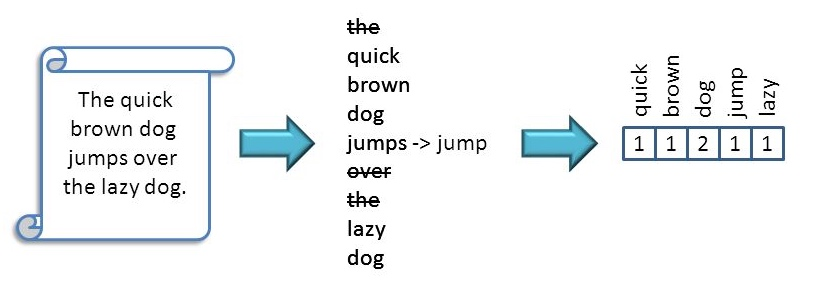 The quick
brown dog
jumps over
the lazy dog.
the
quick
brown
dog
jumps -> jump
over
the
lazy
dog
quick brown dog jump lazy
1 1 2 1 1